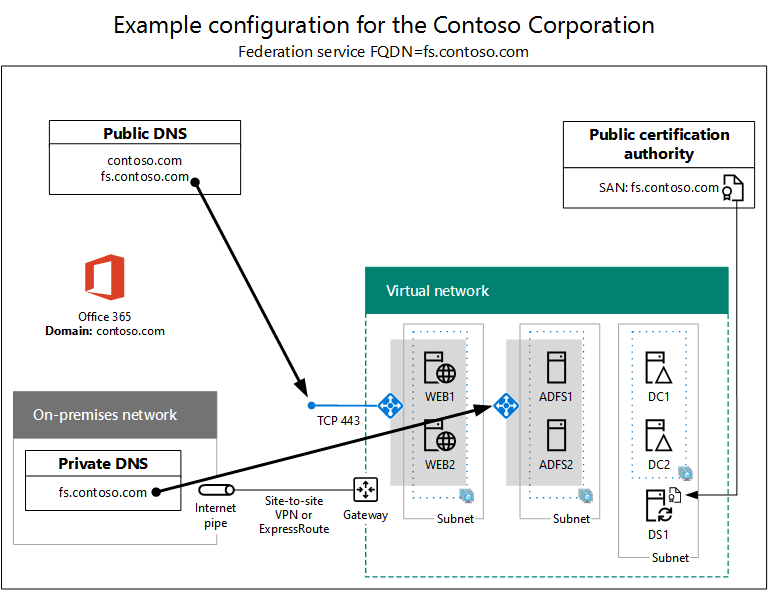 Example configuration for the Contoso Corporation
Federation service FQDN=fs.contoso.com
Public DNS
contoso.com
fs.contoso.com
Public certification
authority
SAN: fs.contoso.com
Office 365
Domain: contoso.com
Virtual network
WEB1
WEB2
Subnet
ADFS1
ADFS2
Subnet
DC1
DC2
DS1
Subnet
TCP 443
On-premises network
Private DNS
fs.contoso.com
Internet
pipe
Site-to-site
VPN or
ExpressRoute
Gateway